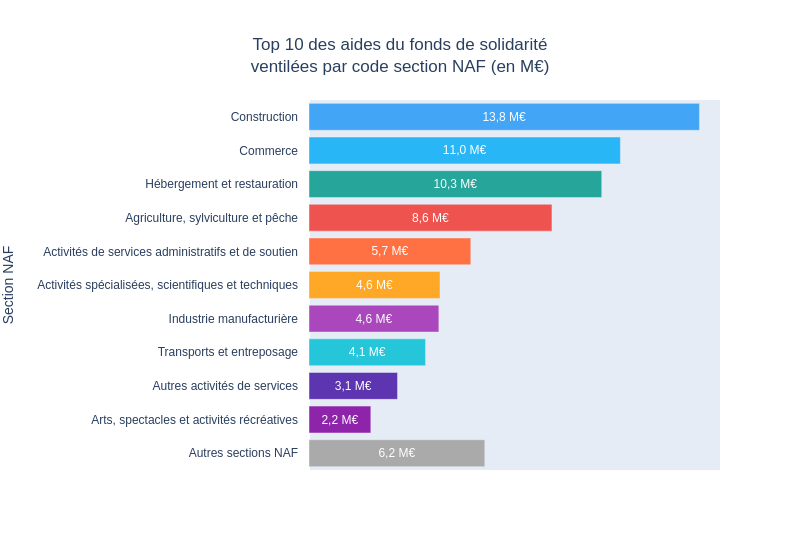 Top 10 des aides du fonds de solidarité
ventilées par code section NAF (en M€)
Section NAF
Construction 13,8 M€
Commerce 11,0 M€
Hébergement et restauration 10,3 M€
Agriculture, sylviculture et pêche 8,6 M€
Activités de services administratifs et de soutien 5,7 M€
Activités spécialisées, scientifiques et techniques 4,6 M€
Industrie manufacturière 4,6 M€
Transports et entreposage 4,1 M€
Autres activités de services 3,1 M€
Arts, spectacles et activités récréatives 2,2 M€
Autres sections NAF 6,2 M€